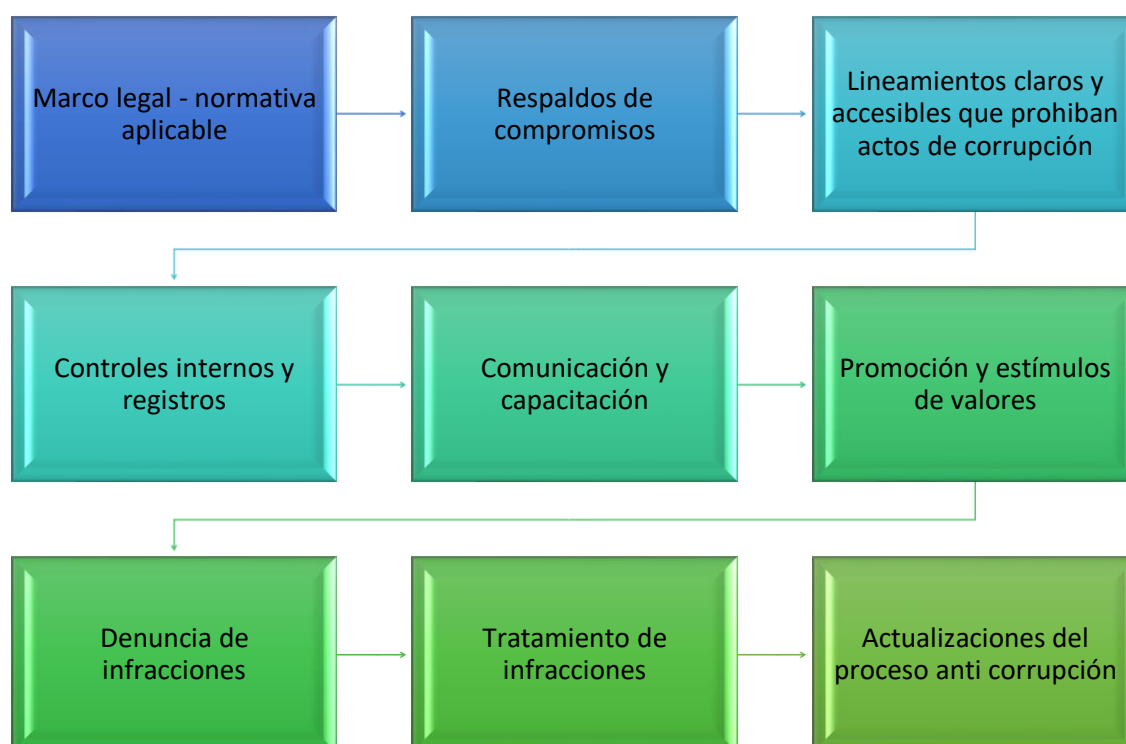 Marco legal - normativa
aplicable
Respaldos de
compromisos
Lineamientos claros y
accesibles que prohiban
actos de corrupción
Controles internos y
registros
Comunicación y
capacitación
Promoción y estímulos
de valores
Denuncia de
infracciones
Tratamiento de
infracciones
Actualizaciones del
proceso anti corrupción